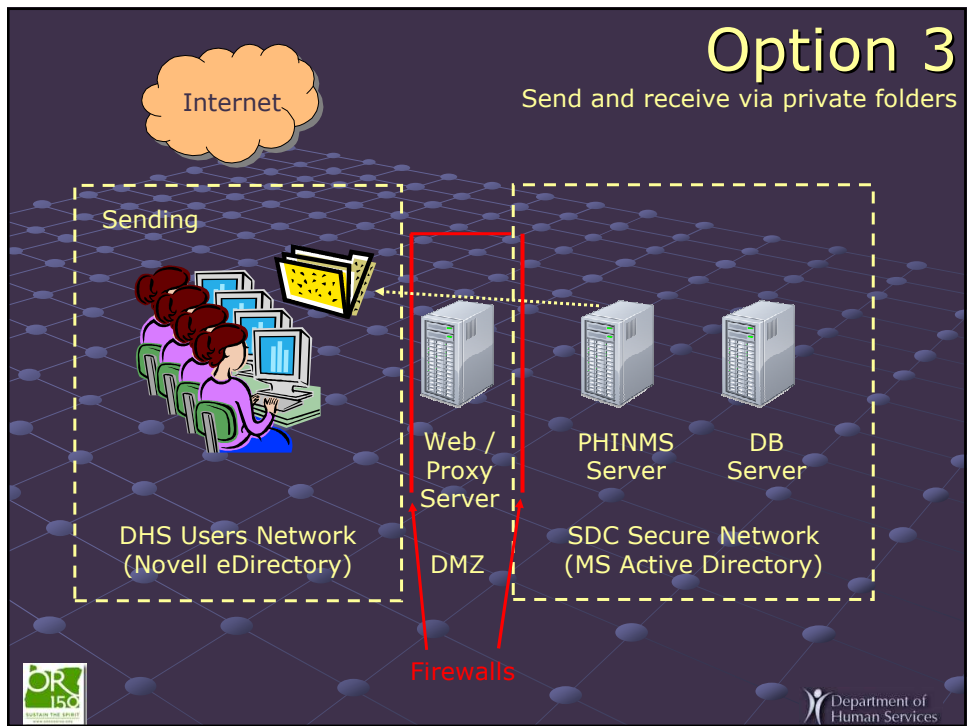 Option 3
Send and receive via private folders
Internet
Sending
Web /
Proxy
Server
PHINMS
Server
DB
Server
DHS Users Network
(Novell eDirectory)
DMZ
SDC Secure Network
(MS Active Directory)
Firewalls
OR
150
SUSTAIN THE SPIRIT
Department of
Human Services